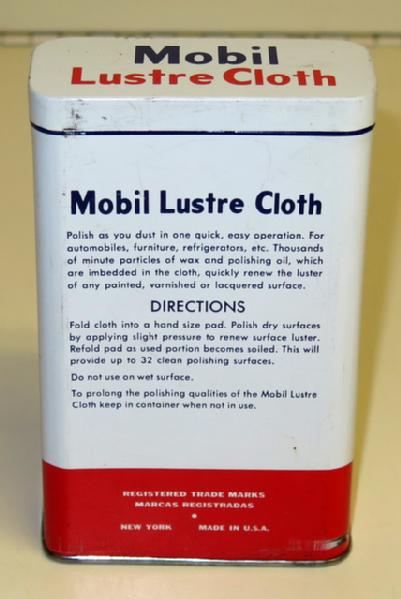 Mobil
Lustre Cloth
Mobil Lustre Cloth
Polish as you dust in one quick, easy operation. For
automobiles, furniture, refrigerators, etc. Thousands
of minute particles of wax and polishing oil, which
are imbedded in the cloth, quickly renew the luster
of any painted, varnished or lacquered surface.
DIRECTIONS
Fold cloth into a hand size pad. Polish dry surfaces
by applying slight pressure to renew surface luster.
Refold pad as used portion becomes soiled. This will
provide up to 32 clean polishing surfaces.
Do not use on wet surface.
To prolong the polishing qualities of the Mobil Lustre
Cloth keep in container when not in use.
REGISTERED TRADE MARKS
MARCAS REGISTRADAS
*
NEW YORK MADE IN U.S.A.